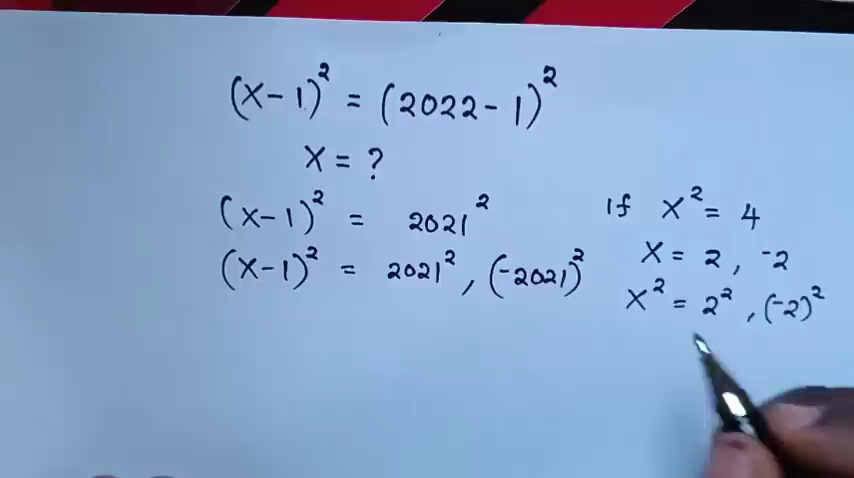 (x-1)² = (2022-1)²
x = ?
(x-1)² = 2021²
(x-1)² = 2021², (-2021)²
If x² = 4
x = 2, -2
x² = 2², (-2)²